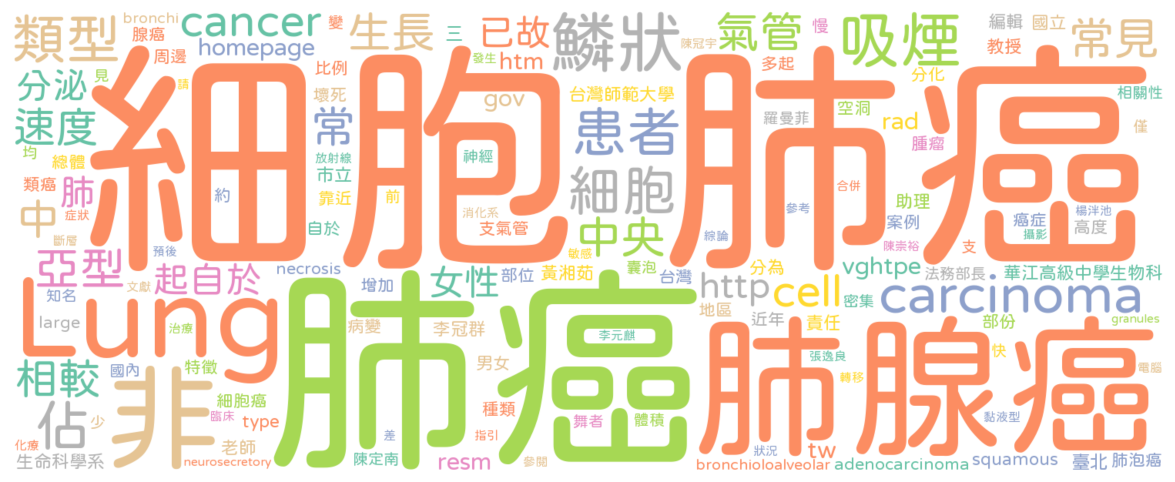 bronchi
cancer
變
生長
三
已故
鱗狀
陳冠宇
氣管
慢
吸煙
編輯
國立
常見
類型
腺癌
周邊
homepage
比例
htm
發生
多起
教授
分泌
見
請
壞死
gov
台灣師範大學
羅曼菲
空洞
分化
rad
相關性
僅
速度
常
患者
腫瘤
細胞肺癌
均
總體
神經
放射線
市立
類癌
肺
約
靠近
前
細胞
合併
助理
中
症狀
自於
消化系
支氣管
中央
參考
案例
癌症
楊泮池
攝影
高度
斷層
預後
敏感
綜論
陳崇裕
支
亞型
起自於
necrosis
女性
部位
黃湘茹
囊泡
台灣
分為
vghtpe
法務部長
.
華江高級中學生物科
知名
文獻
增加
http
cell
密集
carcinoma
large
Lung
治療
病變
李冠群
肺癌
李元麒
地區
近年
責任
部份
granules
肺腺癌
相較
國內
特徵
男女
張逸良
快
電腦
非
細胞癌
種類
舞者
體積
轉移
佔
少
臨床
type
差
指引
狀況
黏液型
化療
老師
tw
生命科學系
neurosecretory
陳定南
resm
參閱
bronchioloalveolar
adenocarcinoma
squamous
臺北
肺泡癌